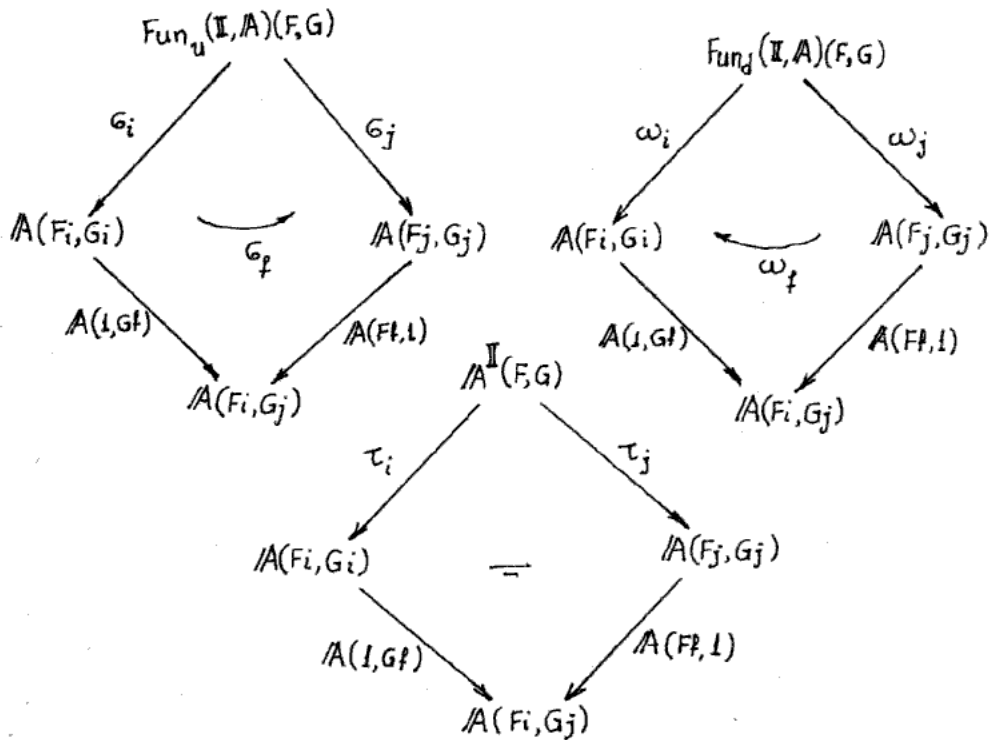 Fun_u(𝕀,𝔸)(F,G)
Fun_d(𝕀,𝔸)(F,G)
σ_i σ_j
ω_i ω_j
𝔸(Fi,Gi) σ_f 𝔸(Fj,Gj)
𝔸(Fi,Gi) ω_f 𝔸(Fj,Gj)
𝔸(1,Gf) 𝔸(Ff,1)
𝔸(1,Gf) 𝔸(Ff,1)
𝔸(Fi,Gj)
𝔸^𝕀(F,G)
𝔸(Fi,Gj)
τ_i τ_j
𝔸(Fi,Gi) = 𝔸(Fj,Gj)
𝔸(1,Gf) 𝔸(Ff,1)
𝔸(Fi,Gj)